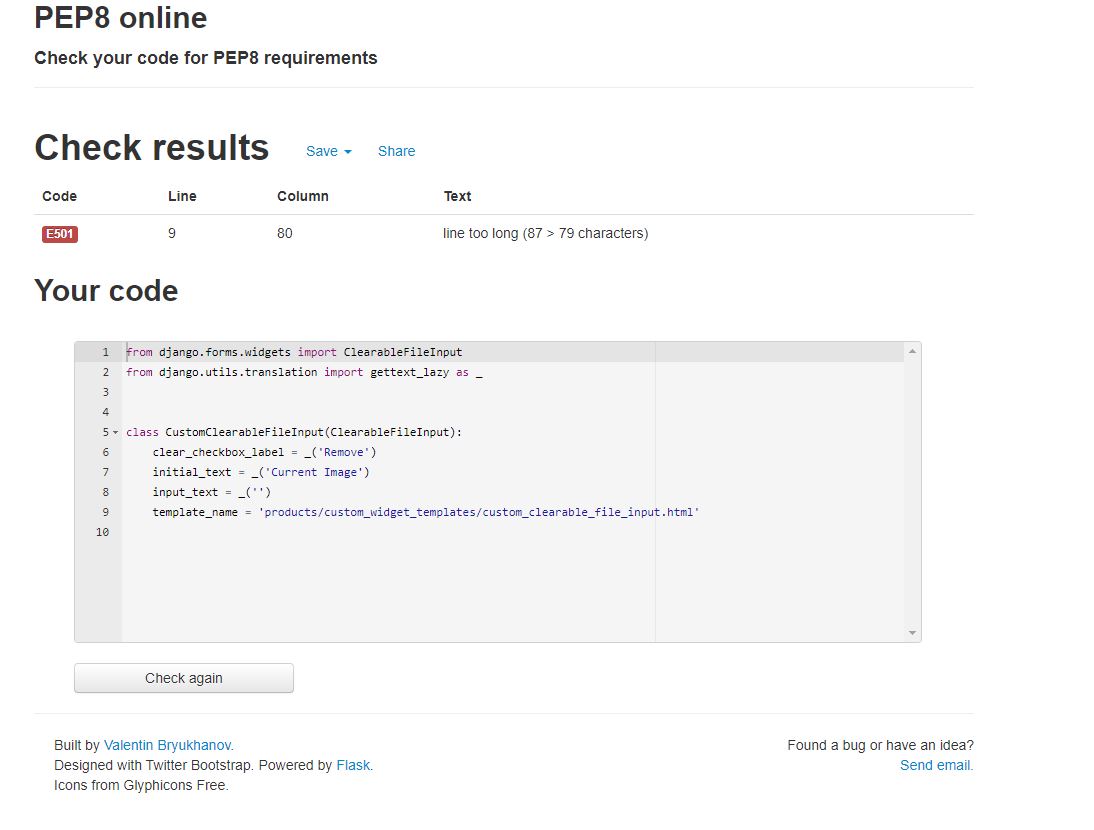 PEP8 online
Check your code for PEP8 requirements
Check results Save Share
Code Line Column Text
E501 9 80 line too long (87 > 79 characters)
Your code
1 from django.forms.widgets import ClearableFileInput
2 from django.utils.translation import gettext_lazy as _
3
4
5 class CustomClearableFileInput(ClearableFileInput):
6     clear_checkbox_label = _('Remove')
7     initial_text = _('Current Image')
8     input_text = _('')
9     template_name = 'products/custom_widget_templates/custom_clearable_file_input.html'
10
Check again
Built by Valentin Bryukhanov. Found a bug or have an idea?
Designed with Twitter Bootstrap. Powered by Flask. Send email.
Icons from Glyphicons Free.